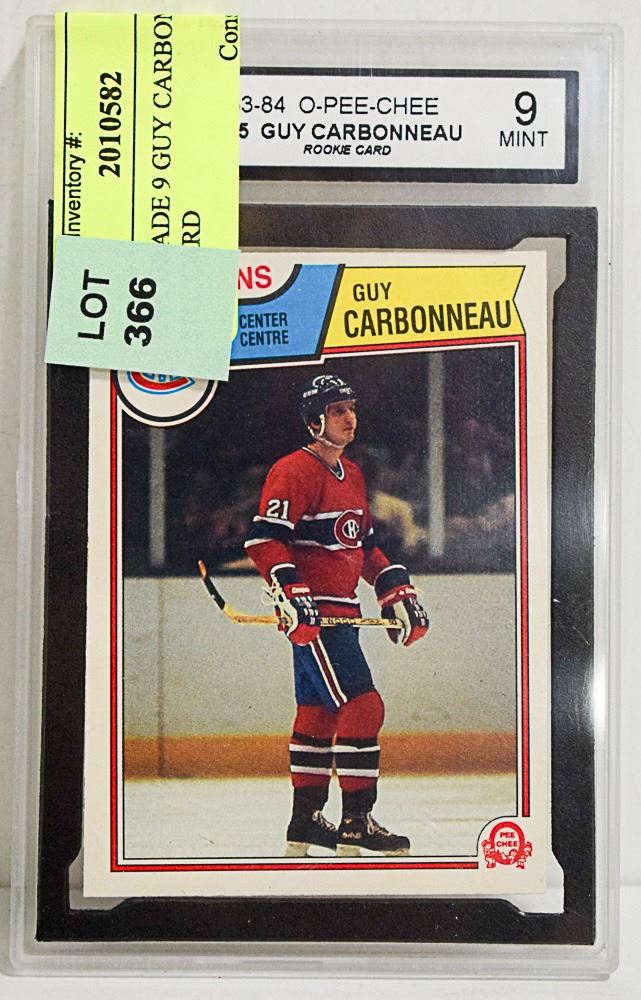 Inventory #:
2010582
ADE 9 GUY CARBON
RD
Cons
LOT
366
3-84 O-PEE-CHEE
5 GUY CARBONNEAU
ROOKIE CARD
9
MINT
NS
CENTER
CENTRE
GUY
CARBONNEAU
21
PEE
CHEE